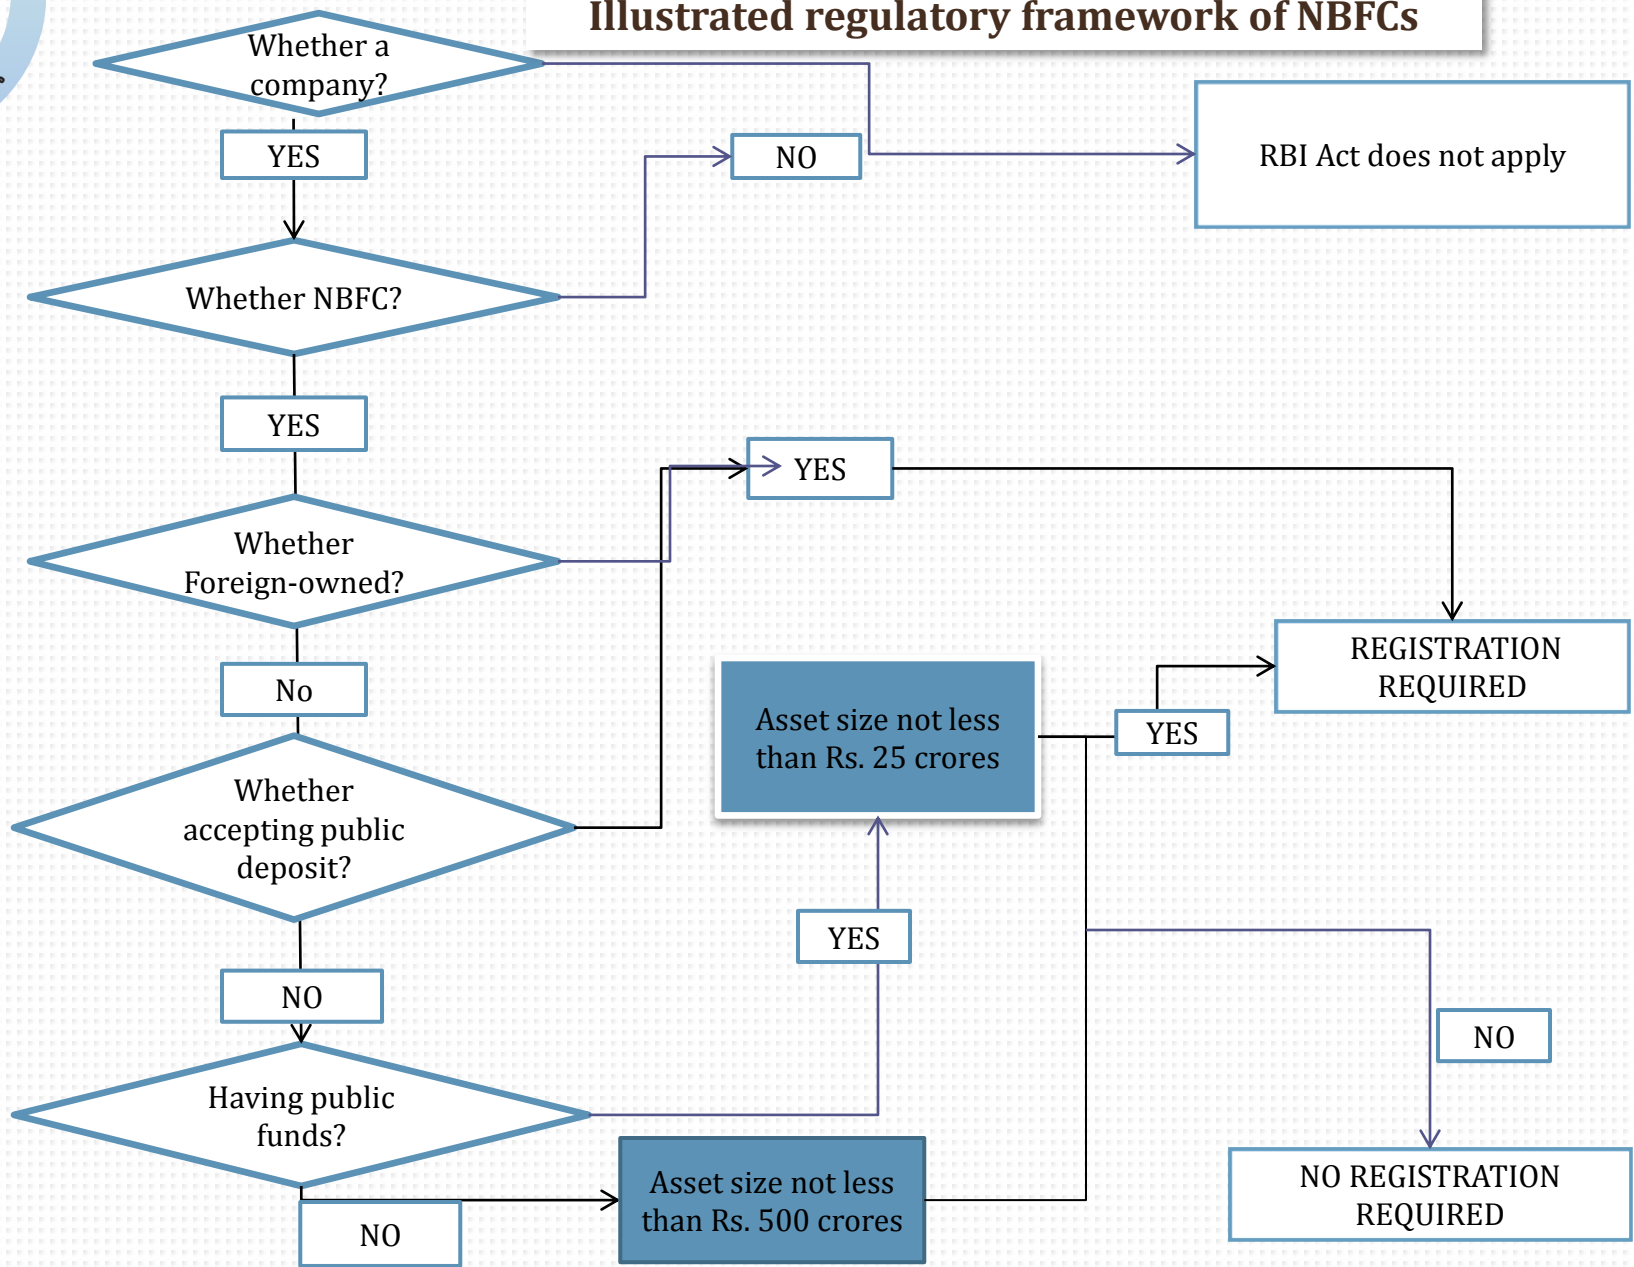 Illustrated regulatory framework of NBFCs
Whether a
company?
YES
NO
RBI Act does not apply
Whether NBFC?
YES
YES
Whether
Foreign-owned?
No
REGISTRATION
REQUIRED
Asset size not less
than Rs. 25 crores
YES
Whether
accepting public
deposit?
YES
NO
NO
Having public
funds?
Asset size not less
than Rs. 500 crores
NO REGISTRATION
REQUIRED
NO